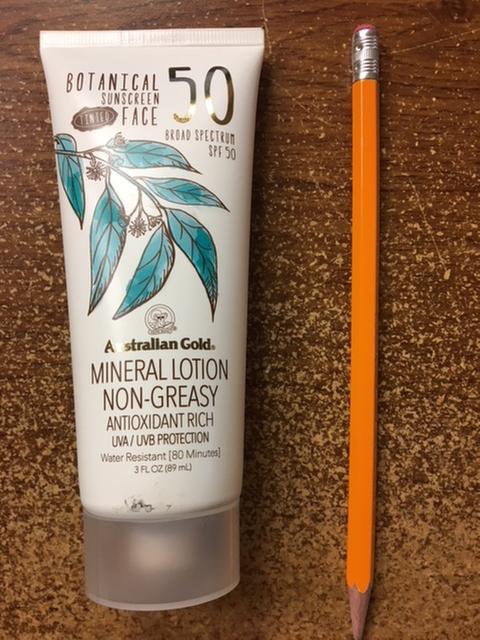 BOTANICAL
SUNSCREEN
TINTED FACE
50
BROAD SPECTRUM
SPF 50
Australian Gold®
MINERAL LOTION
NON-GREASY
ANTIOXIDANT RICH
UVA / UVB PROTECTION
Water Resistant [80 Minutes]
3 FL OZ (89 mL)